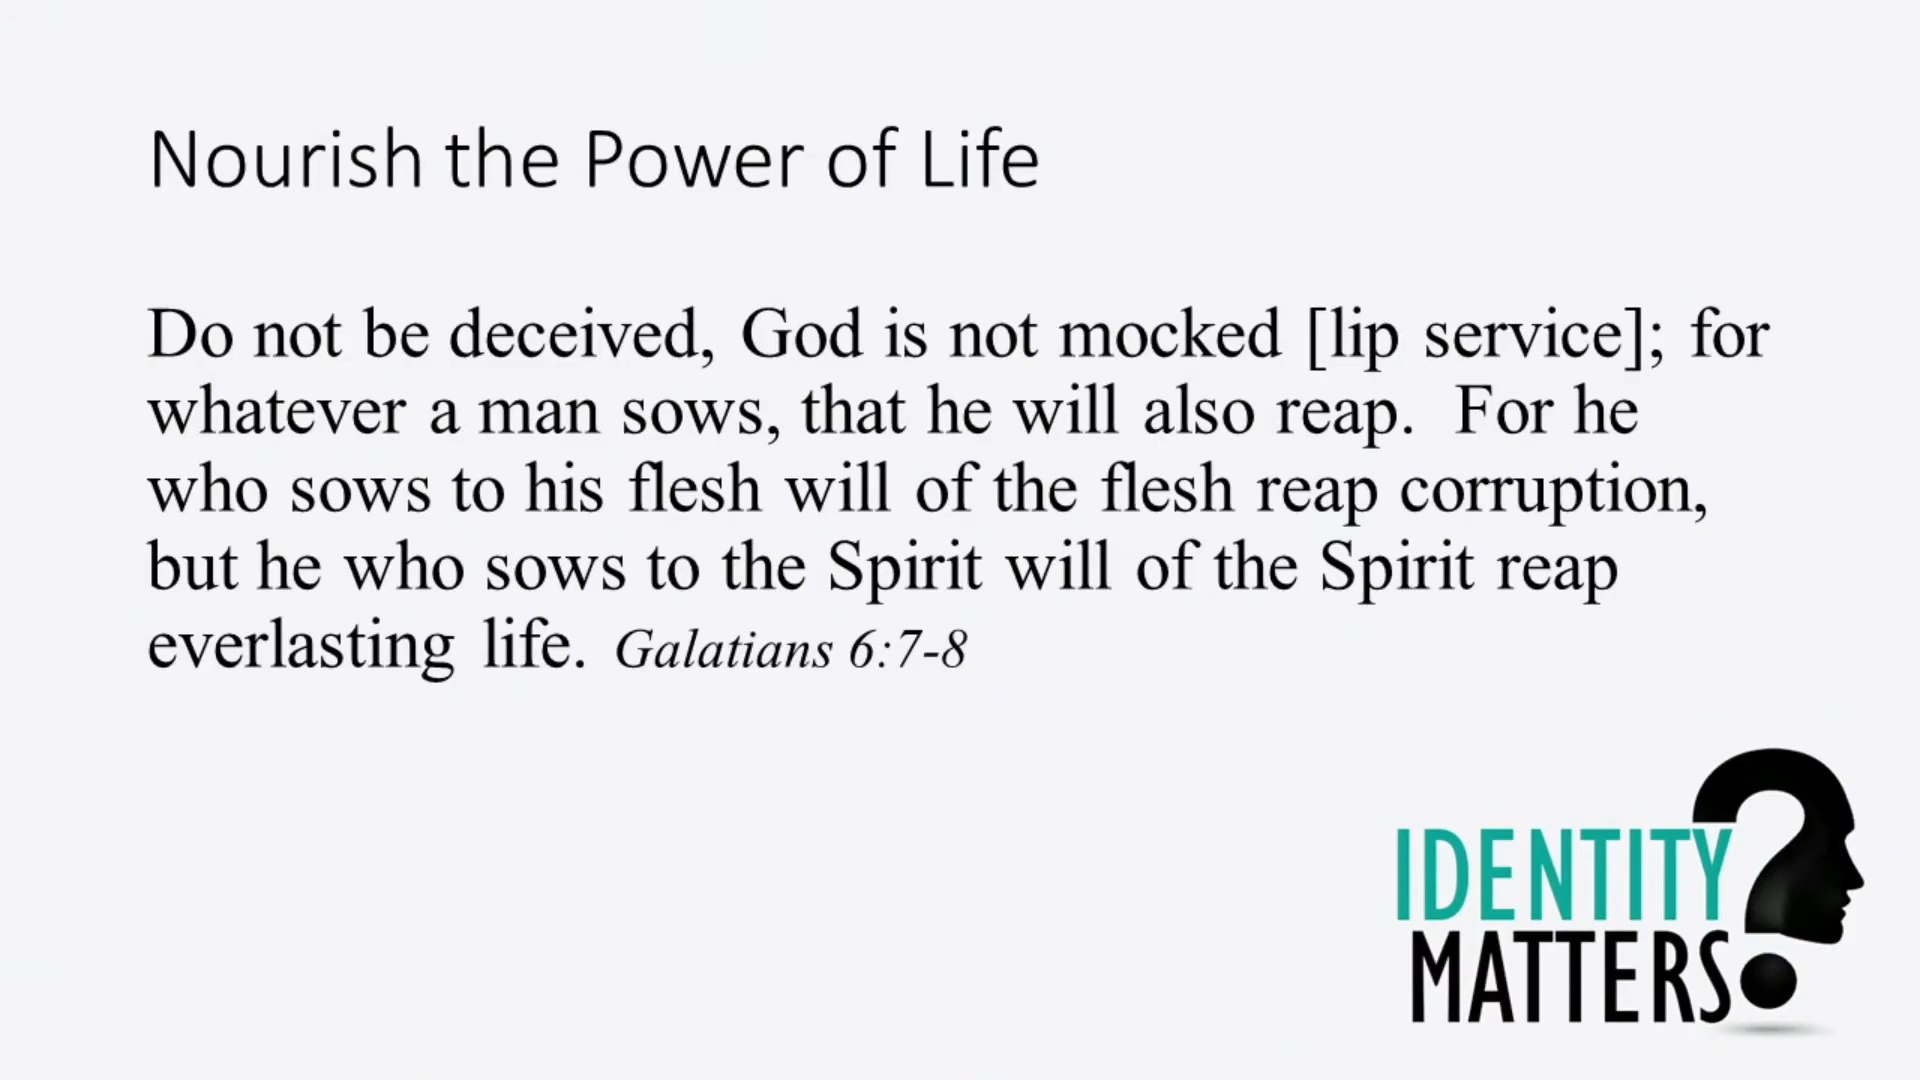 Nourish the Power of Life
Do not be deceived, God is not mocked [lip service]; for
whatever a man sows, that he will also reap.  For he
who sows to his flesh will of the flesh reap corruption,
but he who sows to the Spirit will of the Spirit reap
everlasting life. Galatians 6:7-8
IDENTITY
MATTERS?